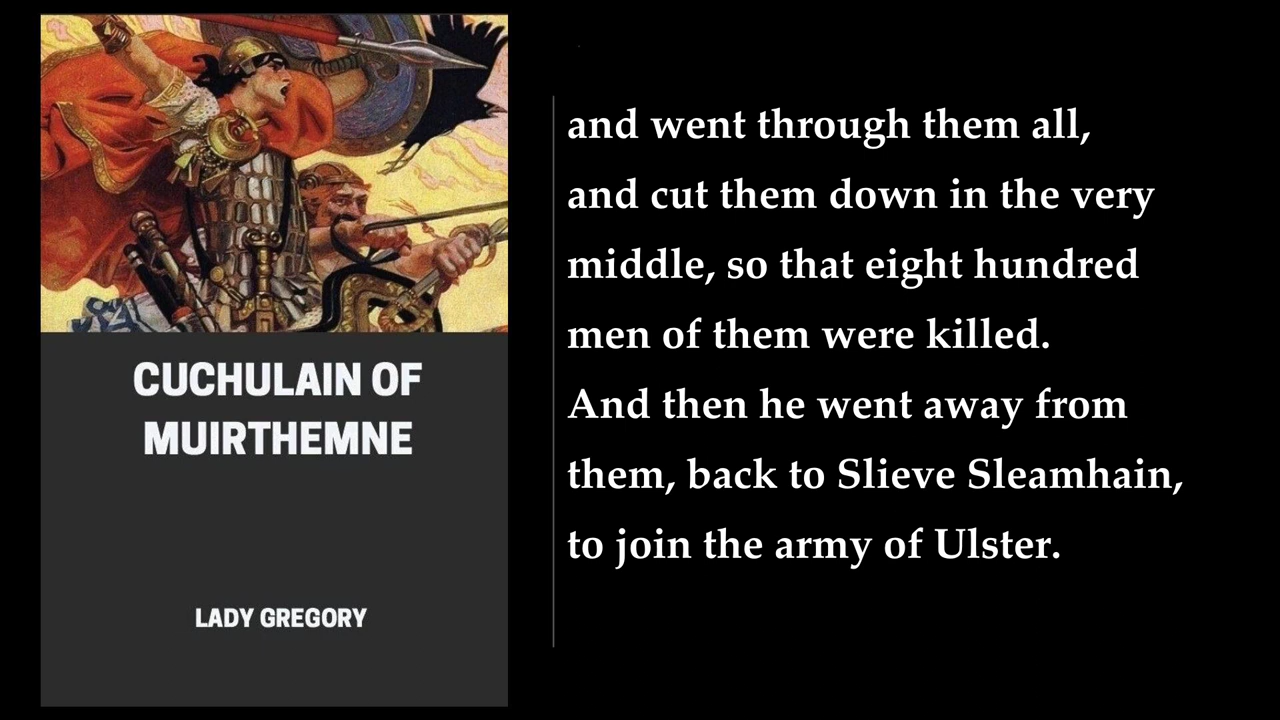 CUCHULAIN OF
MUIRTHEMNE
LADY GREGORY
and went through them all,
and cut them down in the very
middle, so that eight hundred
men of them were killed.
And then he went away from
them, back to Slieve Sleamhain,
to join the army of Ulster.